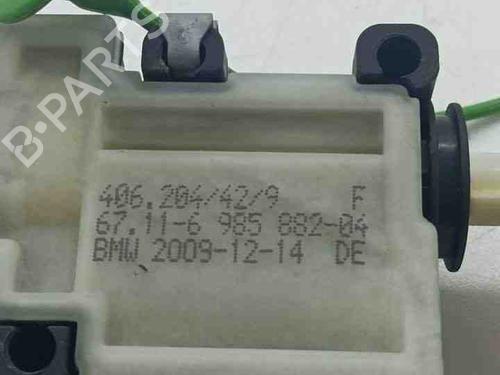 B-PARTS
406.204/42/9 F
67.11-6 985 882-04
BMW 2009-12-14 DE